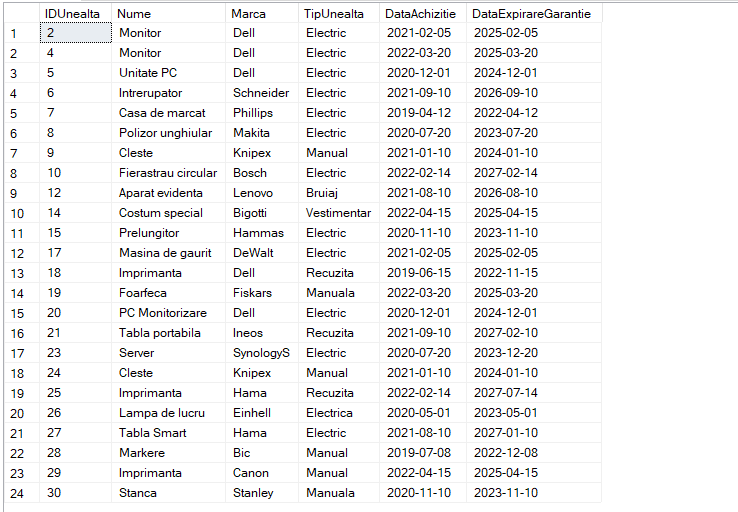 IDUnealta Nume Marca TipUnealta DataAchizitie DataExpirareGarantie
1 2 Monitor Dell Electric 2021-02-05 2025-02-05
2 4 Monitor Dell Electric 2022-03-20 2025-03-20
3 5 Unitate PC Dell Electric 2020-12-01 2024-12-01
4 6 Intrerupator Schneider Electric 2021-09-10 2026-09-10
5 7 Casa de marcat Phillips Electric 2019-04-12 2022-04-12
6 8 Polizor unghiular Makita Electric 2020-07-20 2023-07-20
7 9 Cleste Knipex Manual 2021-01-10 2024-01-10
8 10 Fierastrau circular Bosch Electric 2022-02-14 2027-02-14
9 12 Aparat evidenta Lenovo Bruiaj 2021-08-10 2026-08-10
10 14 Costum special Bigotti Vestimentar 2022-04-15 2025-04-15
11 15 Prelungitor Hammas Electric 2020-11-10 2023-11-10
12 17 Masina de gaurit DeWalt Electric 2021-02-05 2025-02-05
13 18 Imprimanta Dell Recuzita 2019-06-15 2022-11-15
14 19 Foarfeca Fiskars Manuala 2022-03-20 2025-03-20
15 20 PC Monitorizare Dell Electric 2020-12-01 2024-12-01
16 21 Tabla portabila Ineos Recuzita 2021-09-10 2027-02-10
17 23 Server SynologyS Electric 2020-07-20 2023-12-20
18 24 Cleste Knipex Manual 2021-01-10 2024-01-10
19 25 Imprimanta Hama Recuzita 2022-02-14 2027-07-14
20 26 Lampa de lucru Einhell Electrica 2020-05-01 2023-05-01
21 27 Tabla Smart Hama Electric 2021-08-10 2027-01-10
22 28 Markere Bic Manual 2019-07-08 2022-12-08
23 29 Imprimanta Canon Manual 2022-04-15 2025-04-15
24 30 Stanca Stanley Manuala 2020-11-10 2023-11-10